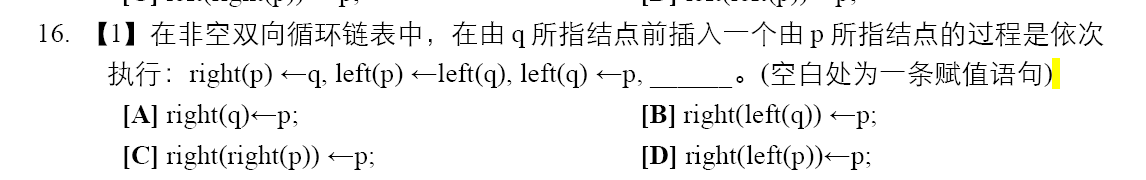 16. 【1】在非空双向循环链表中，在由 q 所指结点前插入一个由 p 所指结点的过程是依次
执行：right(p) ←q, left(p) ←left(q), left(q) ←p, ______。(空白处为一条赋值语句)
[A] right(q)←p; [B] right(left(q)) ←p;
[C] right(right(p)) ←p; [D] right(left(p))←p;